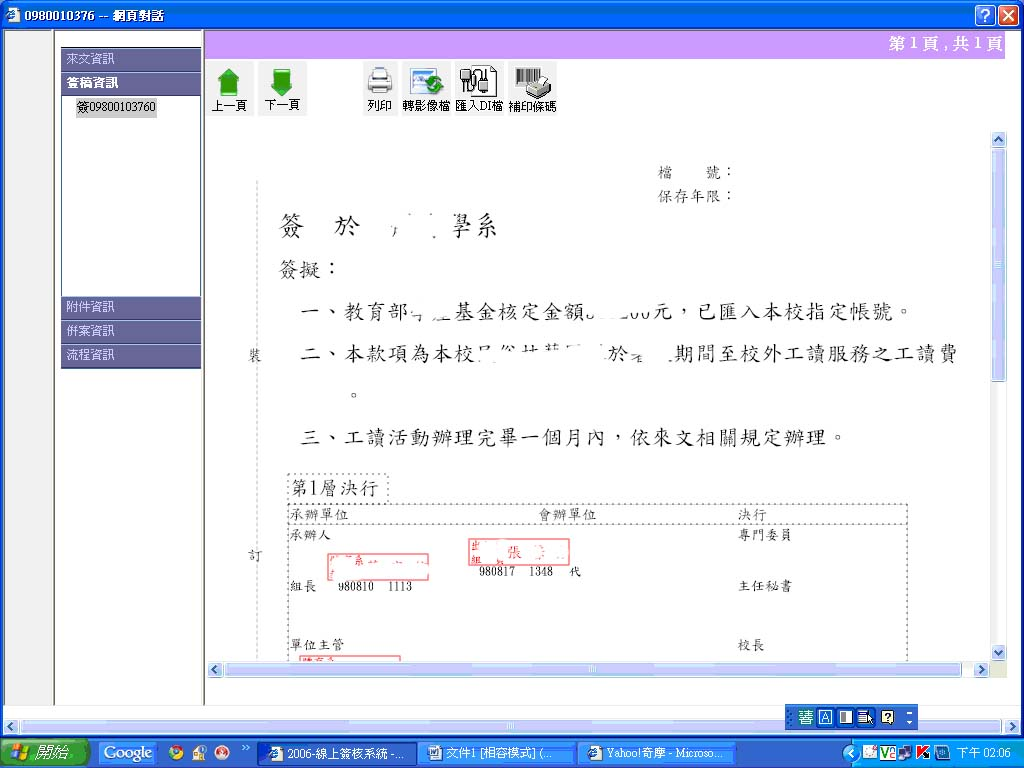 0980010376 -- 網頁對話
第 1 頁 , 共 1 頁
來文資訊
簽稿資訊
簽09800103760
附件資訊
併案資訊
流程資訊
上一頁
下一頁
列印
轉影像檔
匯入DI檔
補印條碼
檔 號：
保存年限：
簽 於 學系
簽擬：
一、教育部 基金核定金額 00元，已匯入本校指定帳號。
二、本款項為本校 於 期間至校外工讀服務之工讀費
。
三、工讀活動辦理完畢一個月內，依來文相關規定辦理。
裝
訂
第1層決行
承辦單位 會辦單位 決行
承辦人 專門委員
張
980817 1348 代
組長 980810 1113 主任秘書
單位主管 校長
開始
Google
2006-線上簽核系統 -...
文件1 [相容模式] (...
Yahoo!奇摩 - Microso...
下午 02:06